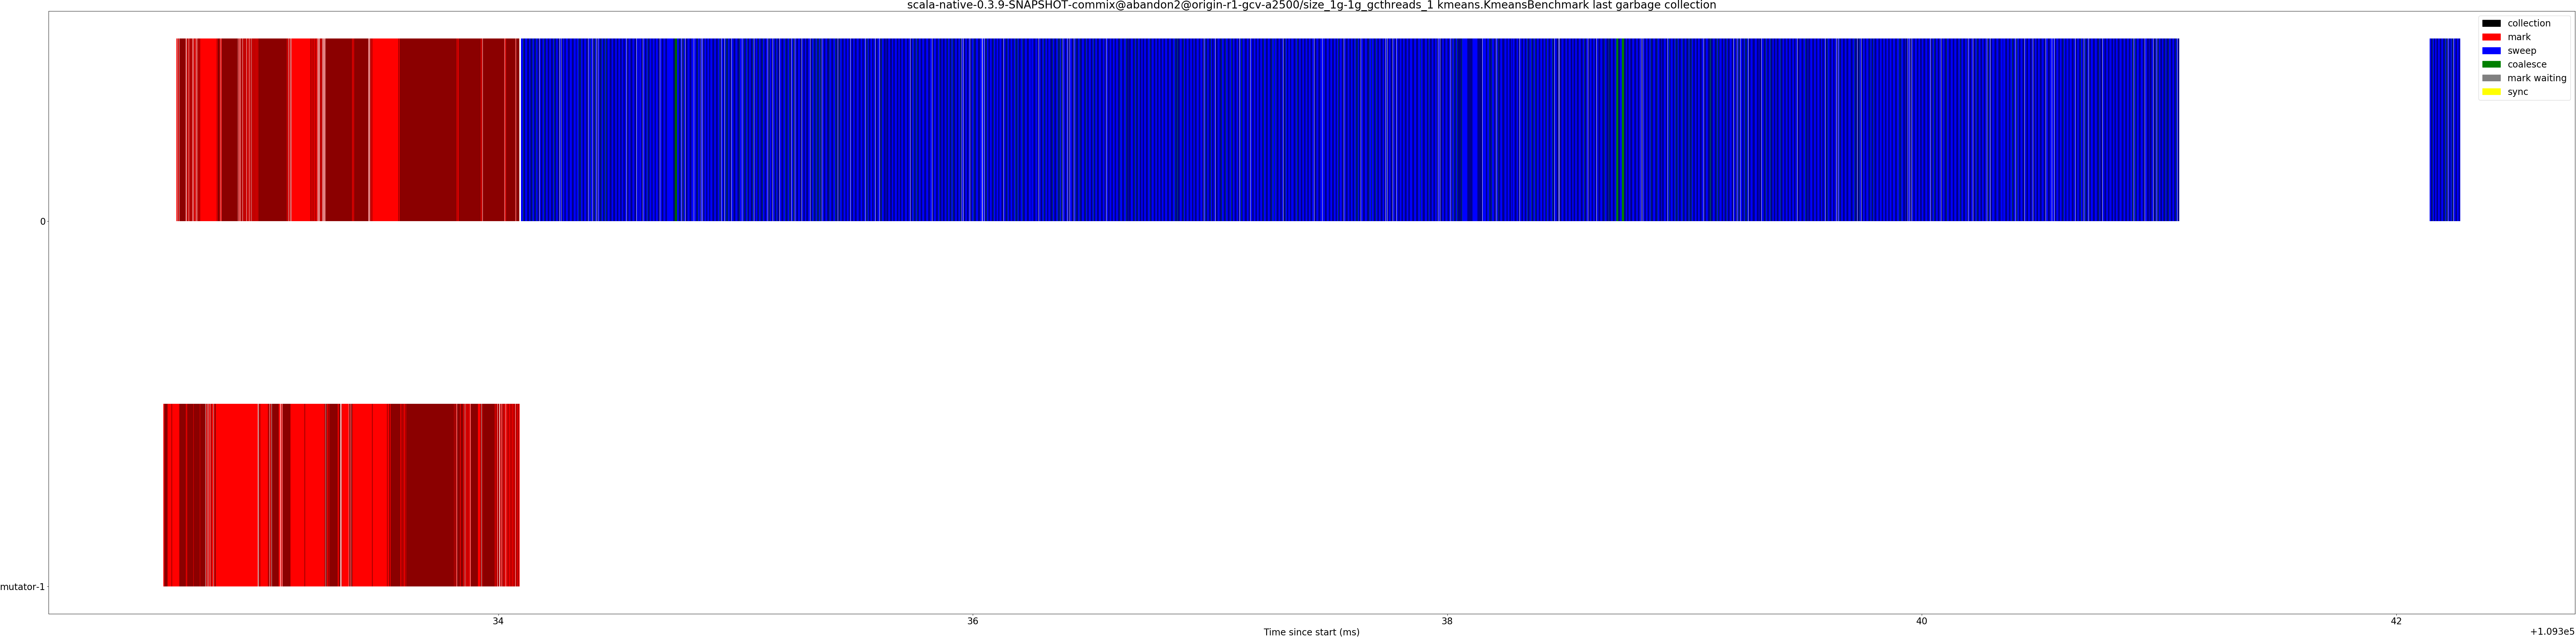 scala-native-0.3.9-SNAPSHOT-commix@abandon2@origin-r1-gcv-a2500/size_1g-1g_gcthreads_1 kmeans.KmeansBenchmark last garbage collection
collection
mark
sweep
coalesce
mark waiting
sync
0
mutator-1
34 36 38 40 42
Time since start (ms)
+1.093e5